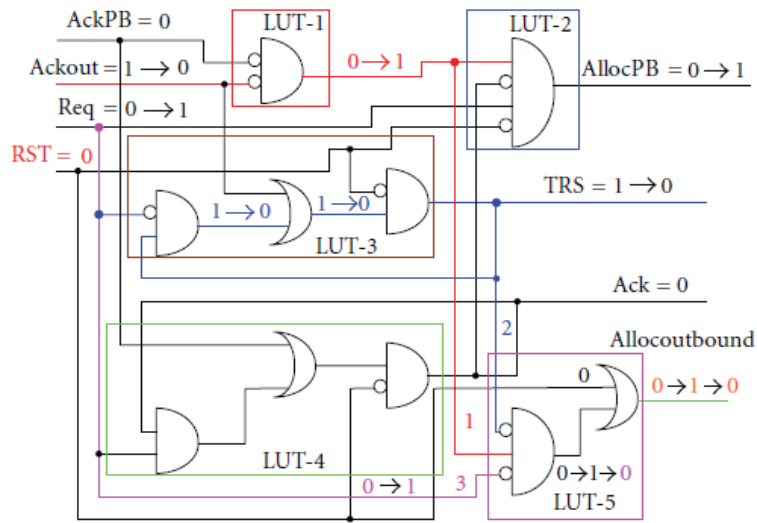 AckPB = 0
LUT-1
LUT-2
Ackout = 1 → 0
0 → 1
AllocPB = 0 → 1
Req = 0 → 1
RST = 0
TRS = 1 → 0
1 → 0
1 → 0
LUT-3
Ack = 0
2
Allocoutbound
0
0 → 1 → 0
1
LUT-4
0 → 1
3
0 → 1 → 0
LUT-5